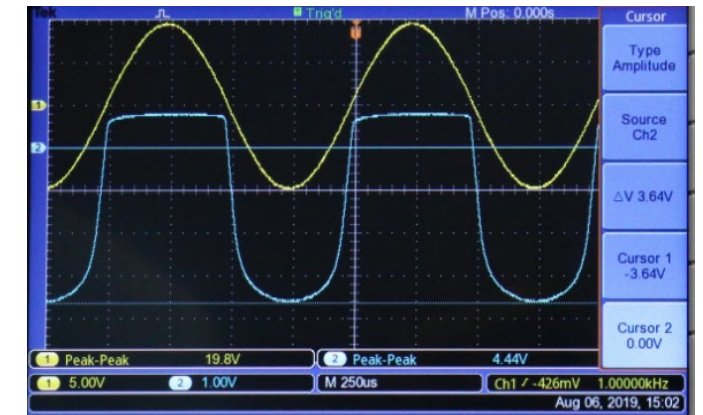 Tek
Trig'd
M Pos: 0.000s
Cursor
Type
Amplitude
Source
Ch2
△V 3.64V
Cursor 1
-3.64V
Cursor 2
0.00V
1
2
1 Peak-Peak 19.8V
2 Peak-Peak 4.44V
1 5.00V
2 1.00V
M 250us
Ch1 ∕ -426mV 1.00000kHz
Aug 06, 2019, 15:02